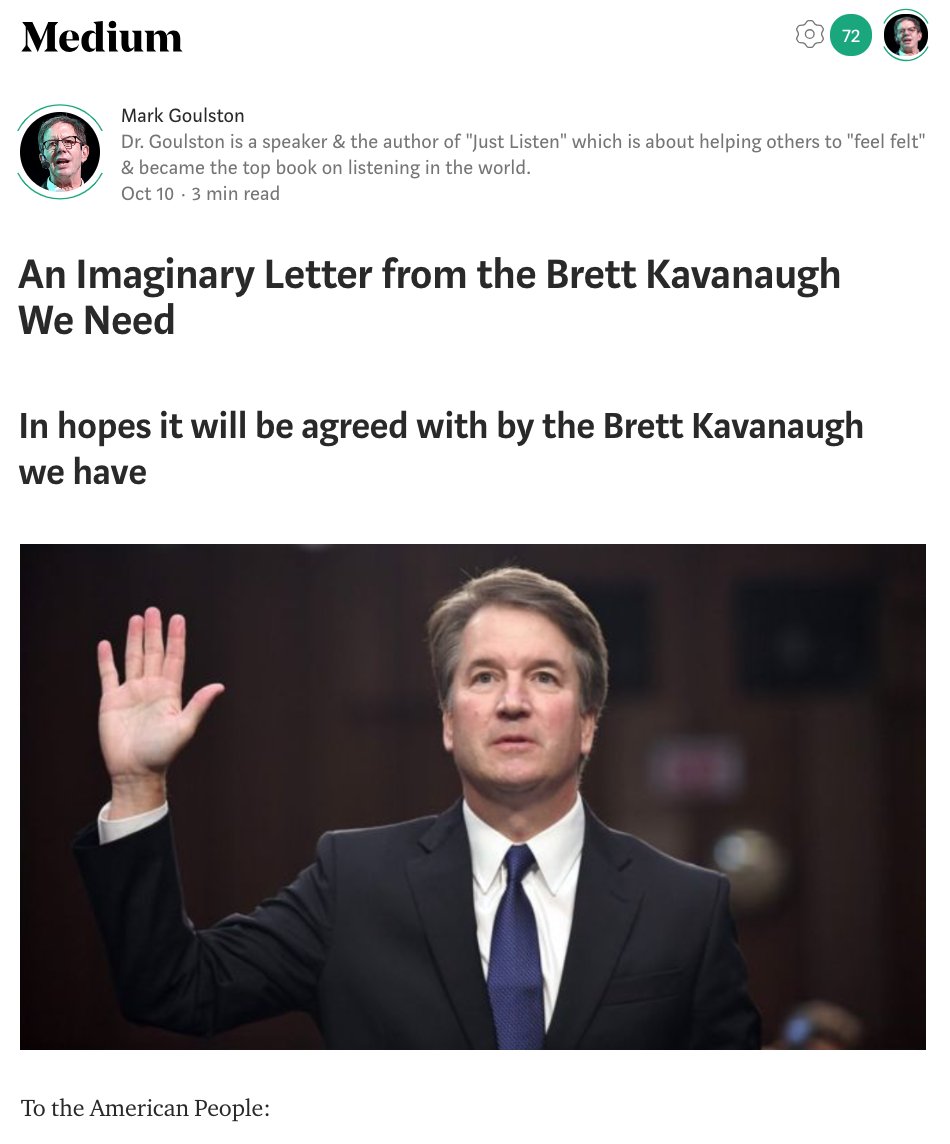 Medium
72
Mark Goulston
Dr. Goulston is a speaker & the author of "Just Listen" which is about helping others to "feel felt"
& became the top book on listening in the world.
Oct 10 · 3 min read
An Imaginary Letter from the Brett Kavanaugh
We Need
In hopes it will be agreed with by the Brett Kavanaugh
we have
To the American People: